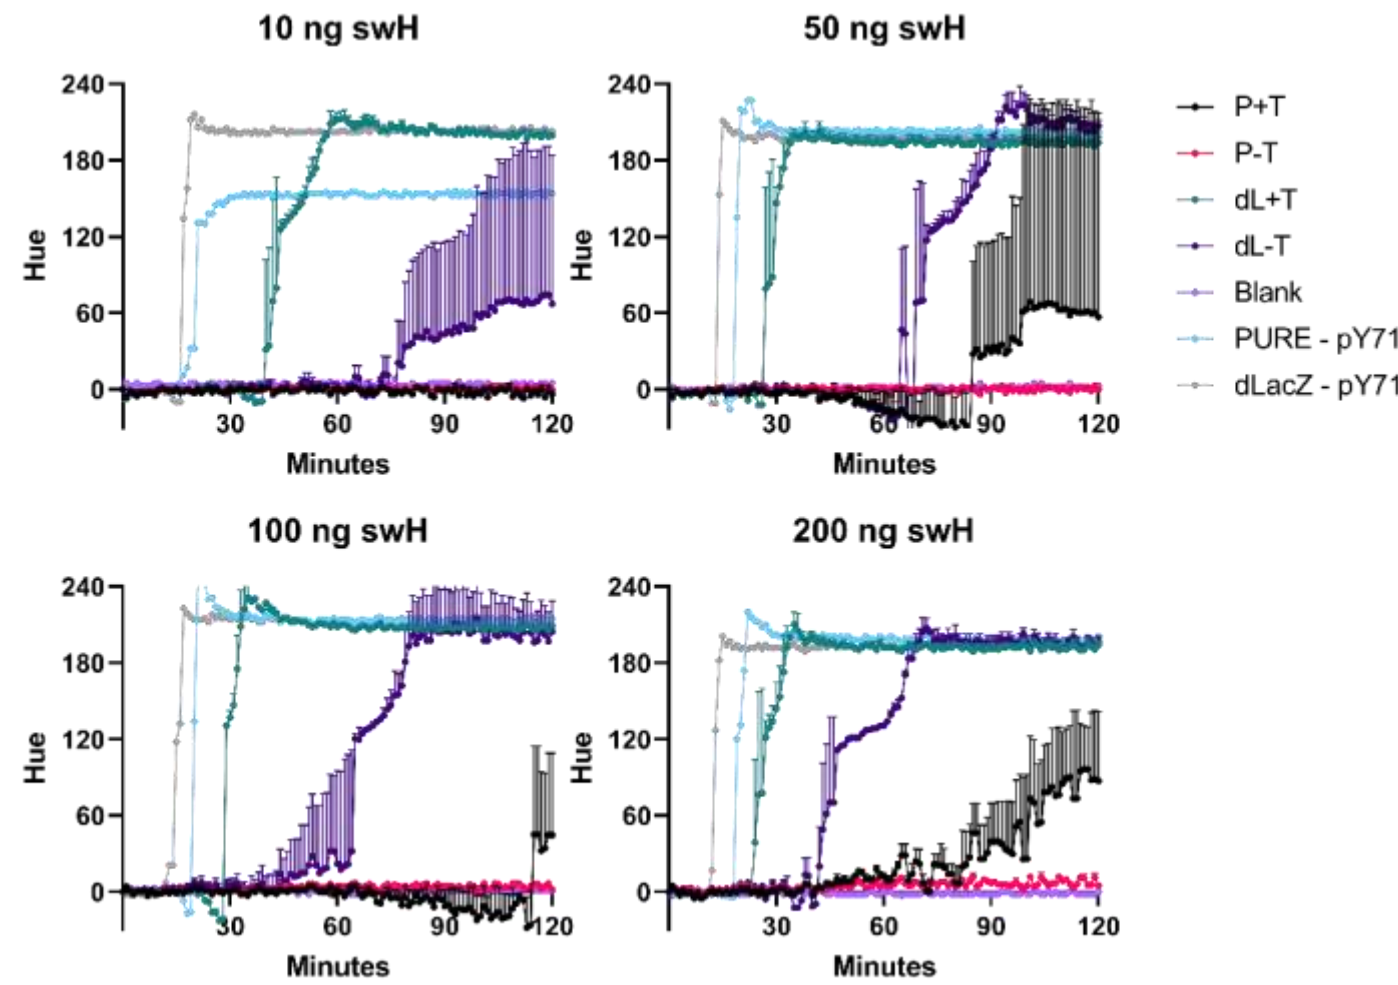 10 ng swH
240
180
120
60
0
Hue
30
60
90
120
Minutes
50 ng swH
240
180
120
60
0
Hue
30
60
90
120
Minutes
P+T
P-T
dL+T
dL-T
Blank
PURE - pY71
dLacZ - pY71
100 ng swH
240
180
120
60
0
Hue
30
60
90
120
Minutes
200 ng swH
240
180
120
60
0
Hue
30
60
90
120
Minutes